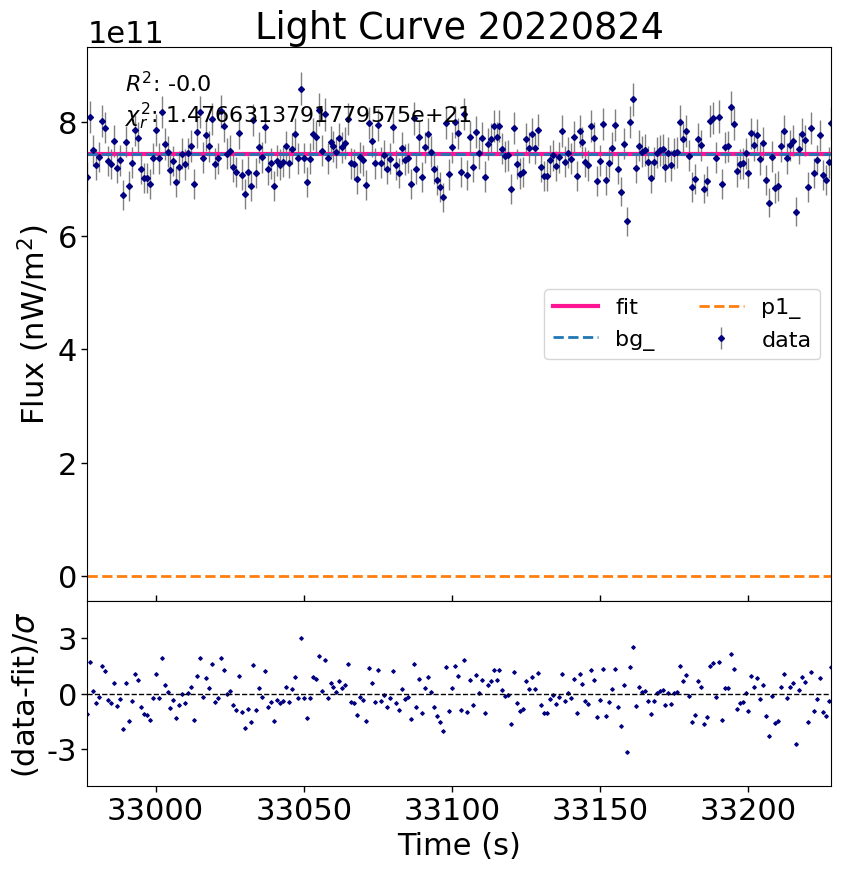 Light Curve 20220824
1e11
R²: -0.0
χ²ᵣ: 1.4766313791779575e+21
8
6
4
2
0
Flux (nW/m²)
fit
p1_
bg_
data
3
0
-3
(data-fit)/σ
33000 33050 33100 33150 33200
Time (s)